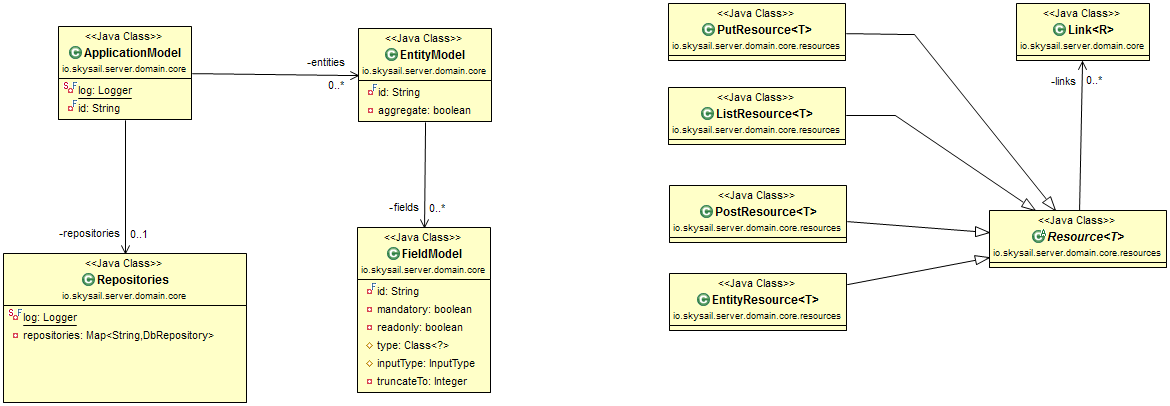 <<Java Class>>
ApplicationModel
io.skysail.server.domain.core
log: Logger
id: String
-entities
0..*
<<Java Class>>
EntityModel
io.skysail.server.domain.core
id: String
aggregate: boolean
-repositories
0..1
-fields
0..*
<<Java Class>>
Repositories
io.skysail.server.domain.core
log: Logger
repositories: Map<String,DbRepository>
<<Java Class>>
FieldModel
io.skysail.server.domain.core
id: String
mandatory: boolean
readonly: boolean
type: Class<?>
inputType: InputType
truncateTo: Integer
<<Java Class>>
PutResource<T>
io.skysail.server.domain.core.resources
<<Java Class>>
Link<R>
io.skysail.server.domain.core
-links
0..*
<<Java Class>>
ListResource<T>
io.skysail.server.domain.core.resources
<<Java Class>>
PostResource<T>
io.skysail.server.domain.core.resources
<<Java Class>>
Resource<T>
io.skysail.server.domain.core.resources
<<Java Class>>
EntityResource<T>
io.skysail.server.domain.core.resources